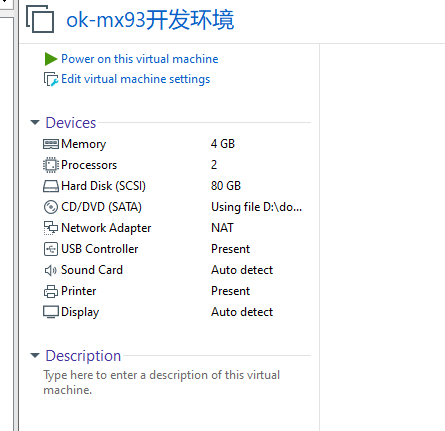 ok-mx93开发环境
Power on this virtual machine
Edit virtual machine settings
Devices
Memory 4 GB
Processors 2
Hard Disk (SCSI) 80 GB
CD/DVD (SATA) Using file D:\do...
Network Adapter NAT
USB Controller Present
Sound Card Auto detect
Printer Present
Display Auto detect
Description
Type here to enter a description of this virtual
machine.